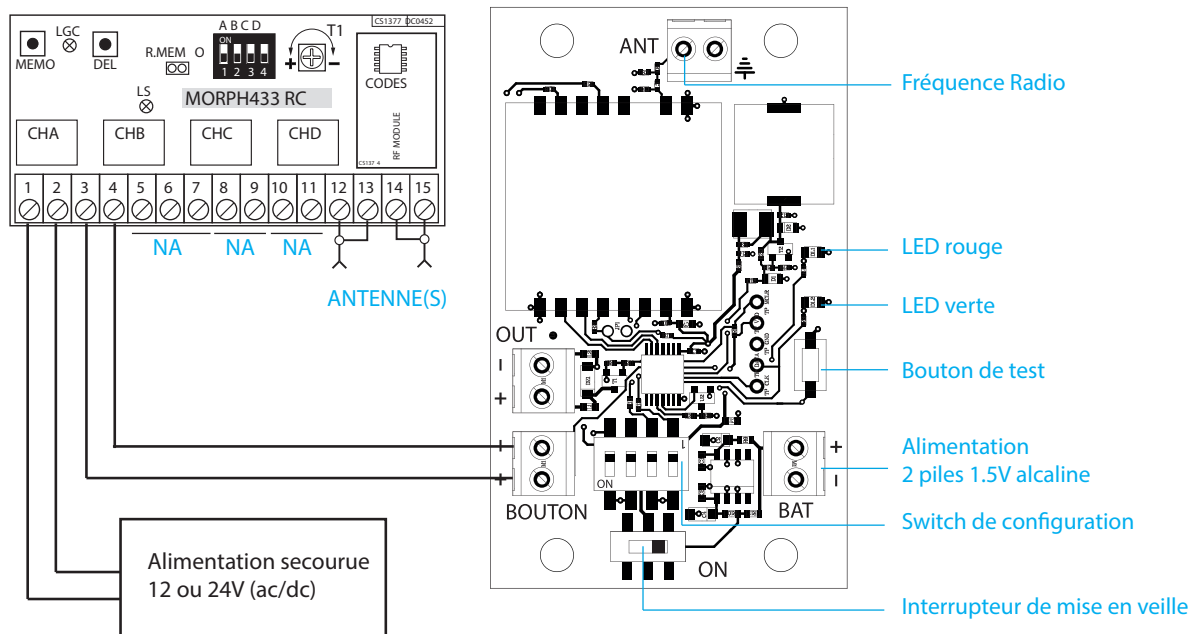 CS1377 DC0452
LGC
MEMO
DEL
R.MEM O
A B C D
ON
1 2 3 4
T1
+ −
CODES
LS
MORPH433 RC
RF MODULE
CHA
CHB
CHC
CHD
1 2 3 4 5 6 7 8 9 10 11 12 13 14 15
NA
NA
NA
ANTENNE(S)
Alimentation secourue
12 ou 24V (ac/dc)
ANT
OUT
−
+
BOUTON
ON
1
BAT
+
−
ON
Fréquence Radio
LED rouge
LED verte
Bouton de test
Alimentation
2 piles 1.5V alcaline
Switch de configuration
Interrupteur de mise en veille